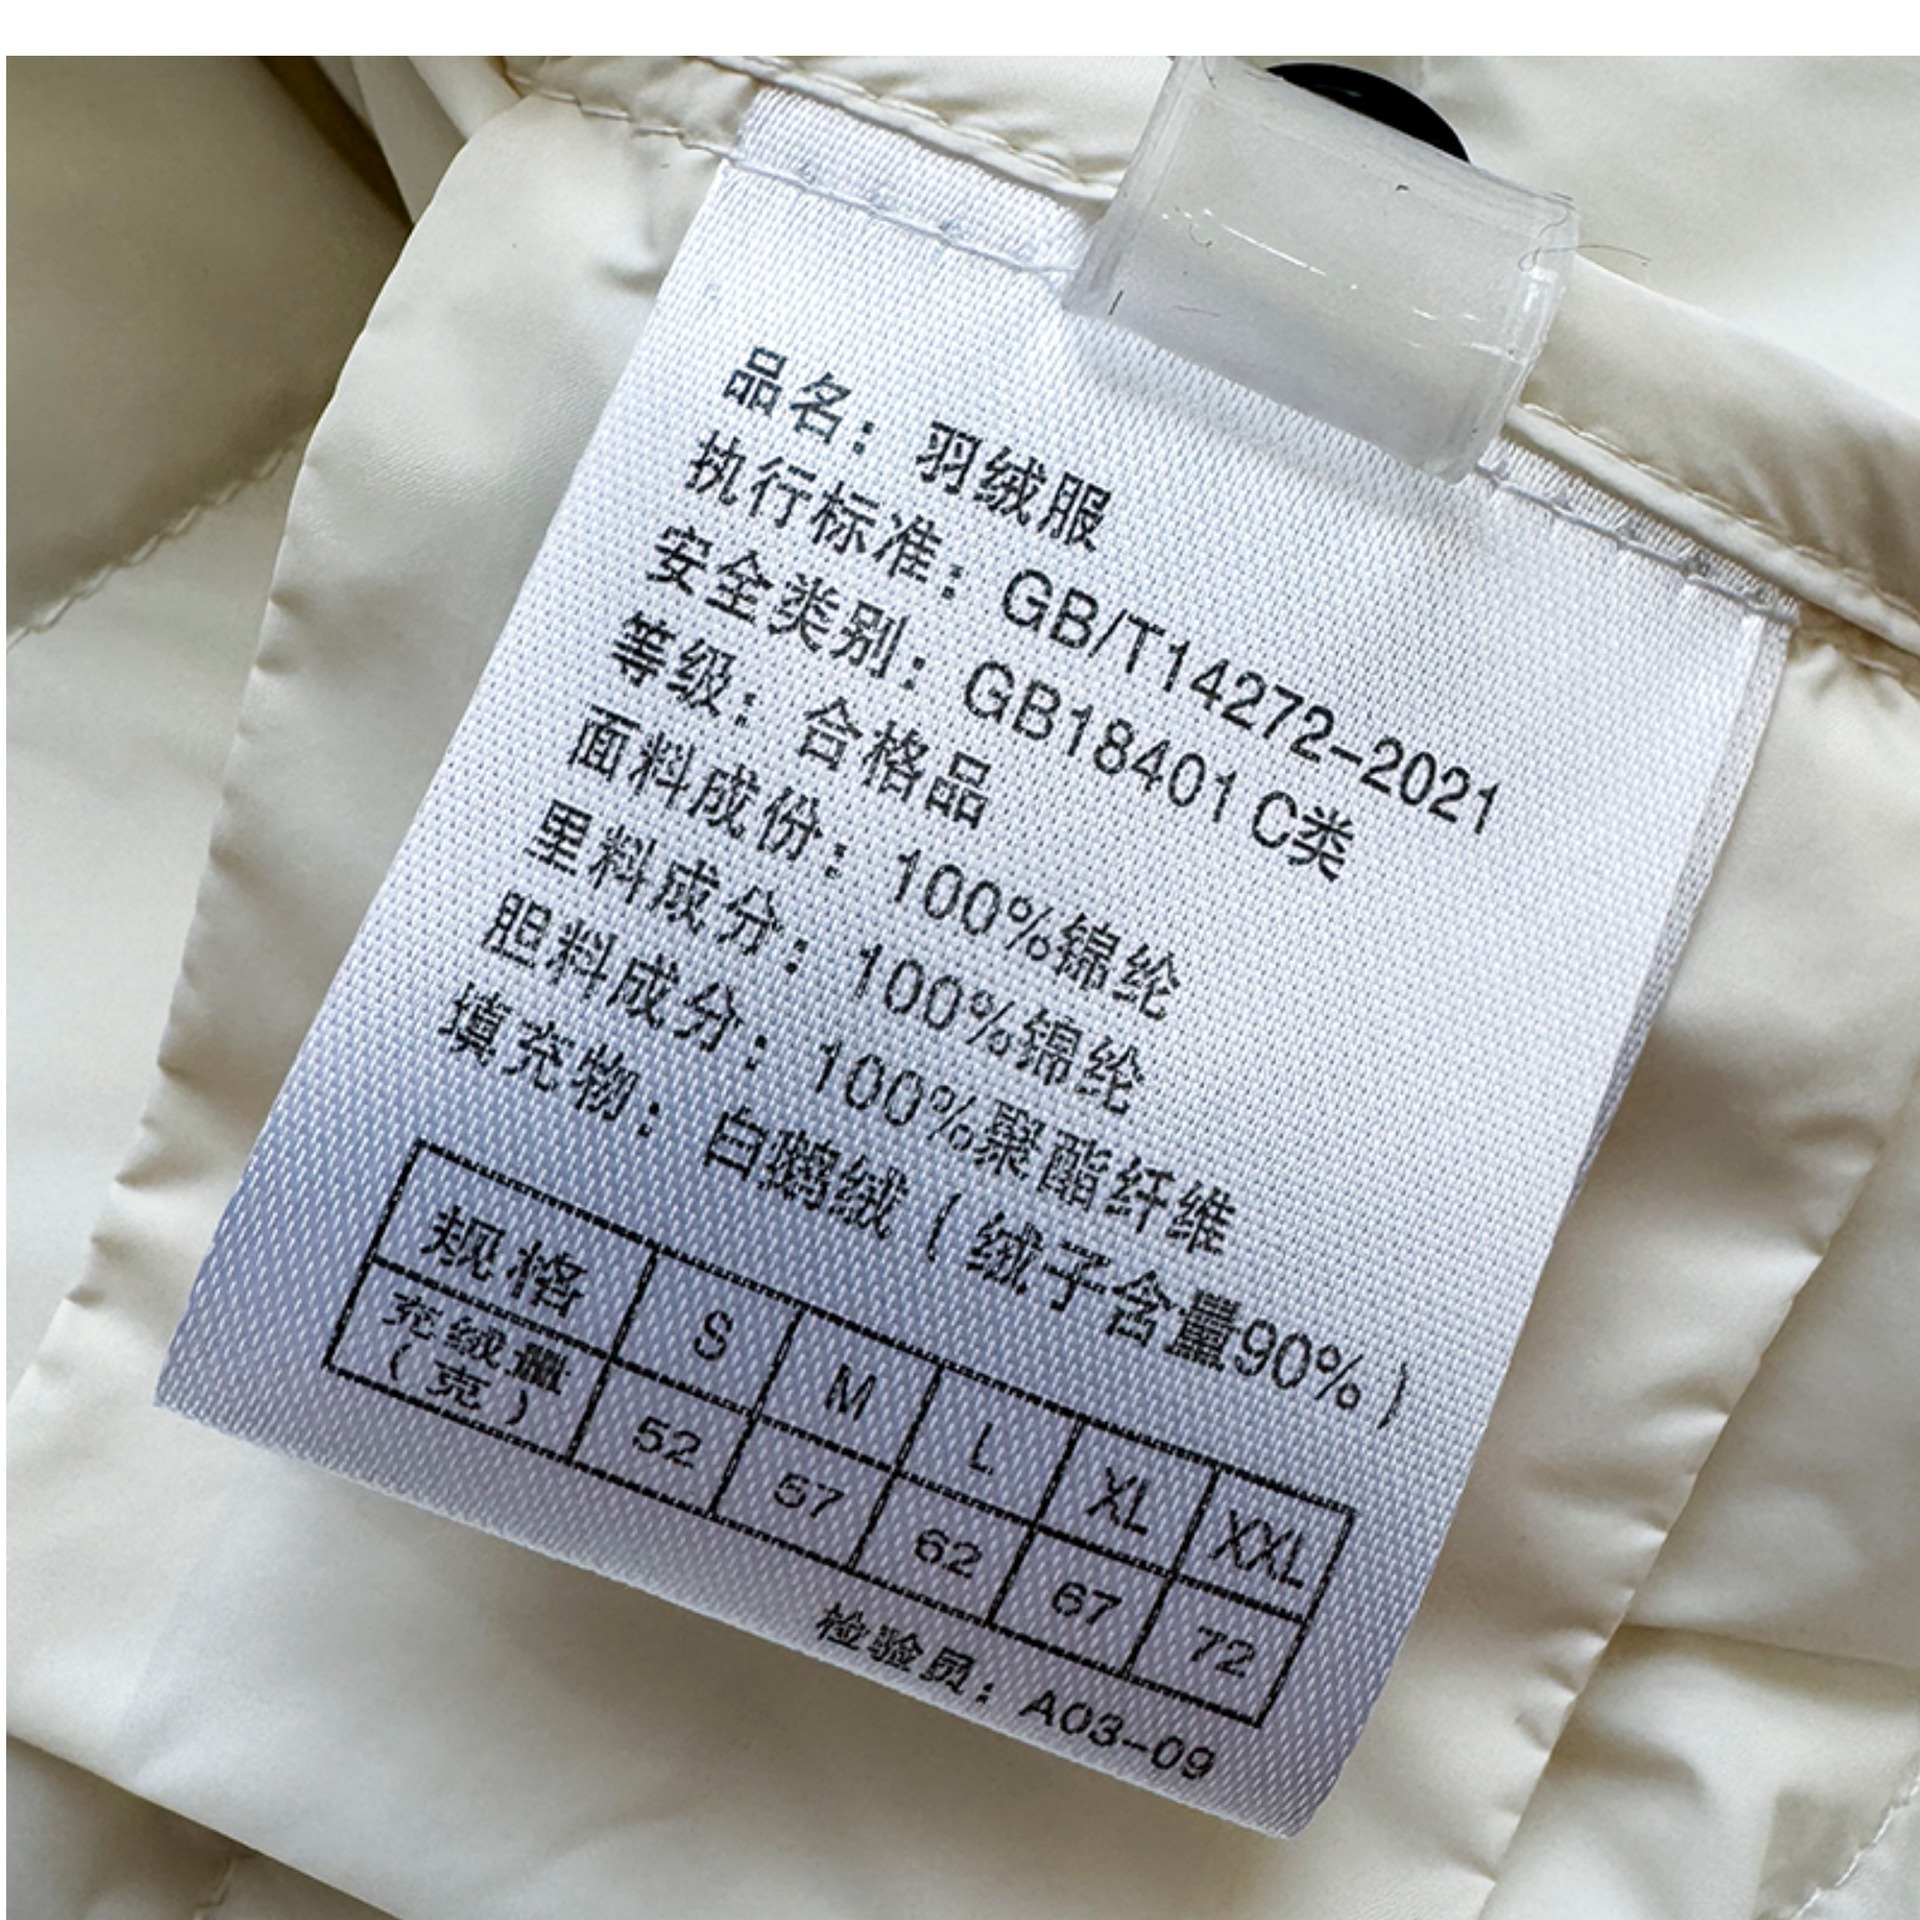 品名：羽绒服
执行标准：GB/T14272-2021
安全类别：GB18401 C类
等级：合格品
面料成份：100%锦纶
里料成分：100%锦纶
胆料成分：100%聚酯纤维
填充物：白鹅绒（绒子含量90%）
规格 S M L XL XXL
充绒量（克） 52 57 62 67 72
检验员：A03-09